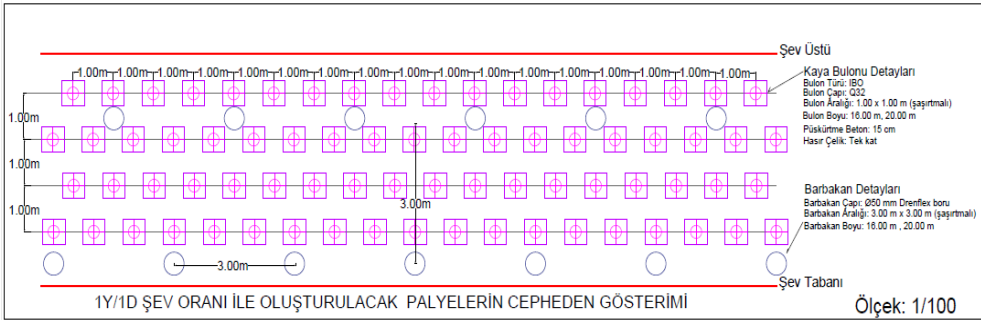 Şev Üstü
1.00m 1.00m 1.00m 1.00m 1.00m 1.00m 1.00m 1.00m 1.00m 1.00m 1.00m 1.00m 1.00m 1.00m 1.00m 1.00m 1.00m
Kaya Bulonu Detayları
Bulon Türü: IBO
Bulon Çapı: Q32
Bulon Aralığı: 1.00 x 1.00 m (şaşırtmalı)
Bulon Boyu: 16.00 m, 20.00 m
Püskürtme Beton: 15 cm
Hasır Çelik: Tek kat
1.00m
1.00m
1.00m
3.00m
Barbakan Detayları
Barbakan Çapı: Ø50 mm Drenflex boru
Barbakan Aralığı: 3.00 m x 3.00 m (şaşırtmalı)
Barbakan Boyu: 16.00 m , 20.00 m
3.00m
Şev Tabanı
1Y/1D ŞEV ORANI İLE OLUŞTURULACAK PALYELERİN CEPHEDEN GÖSTERİMİ
Ölçek: 1/100